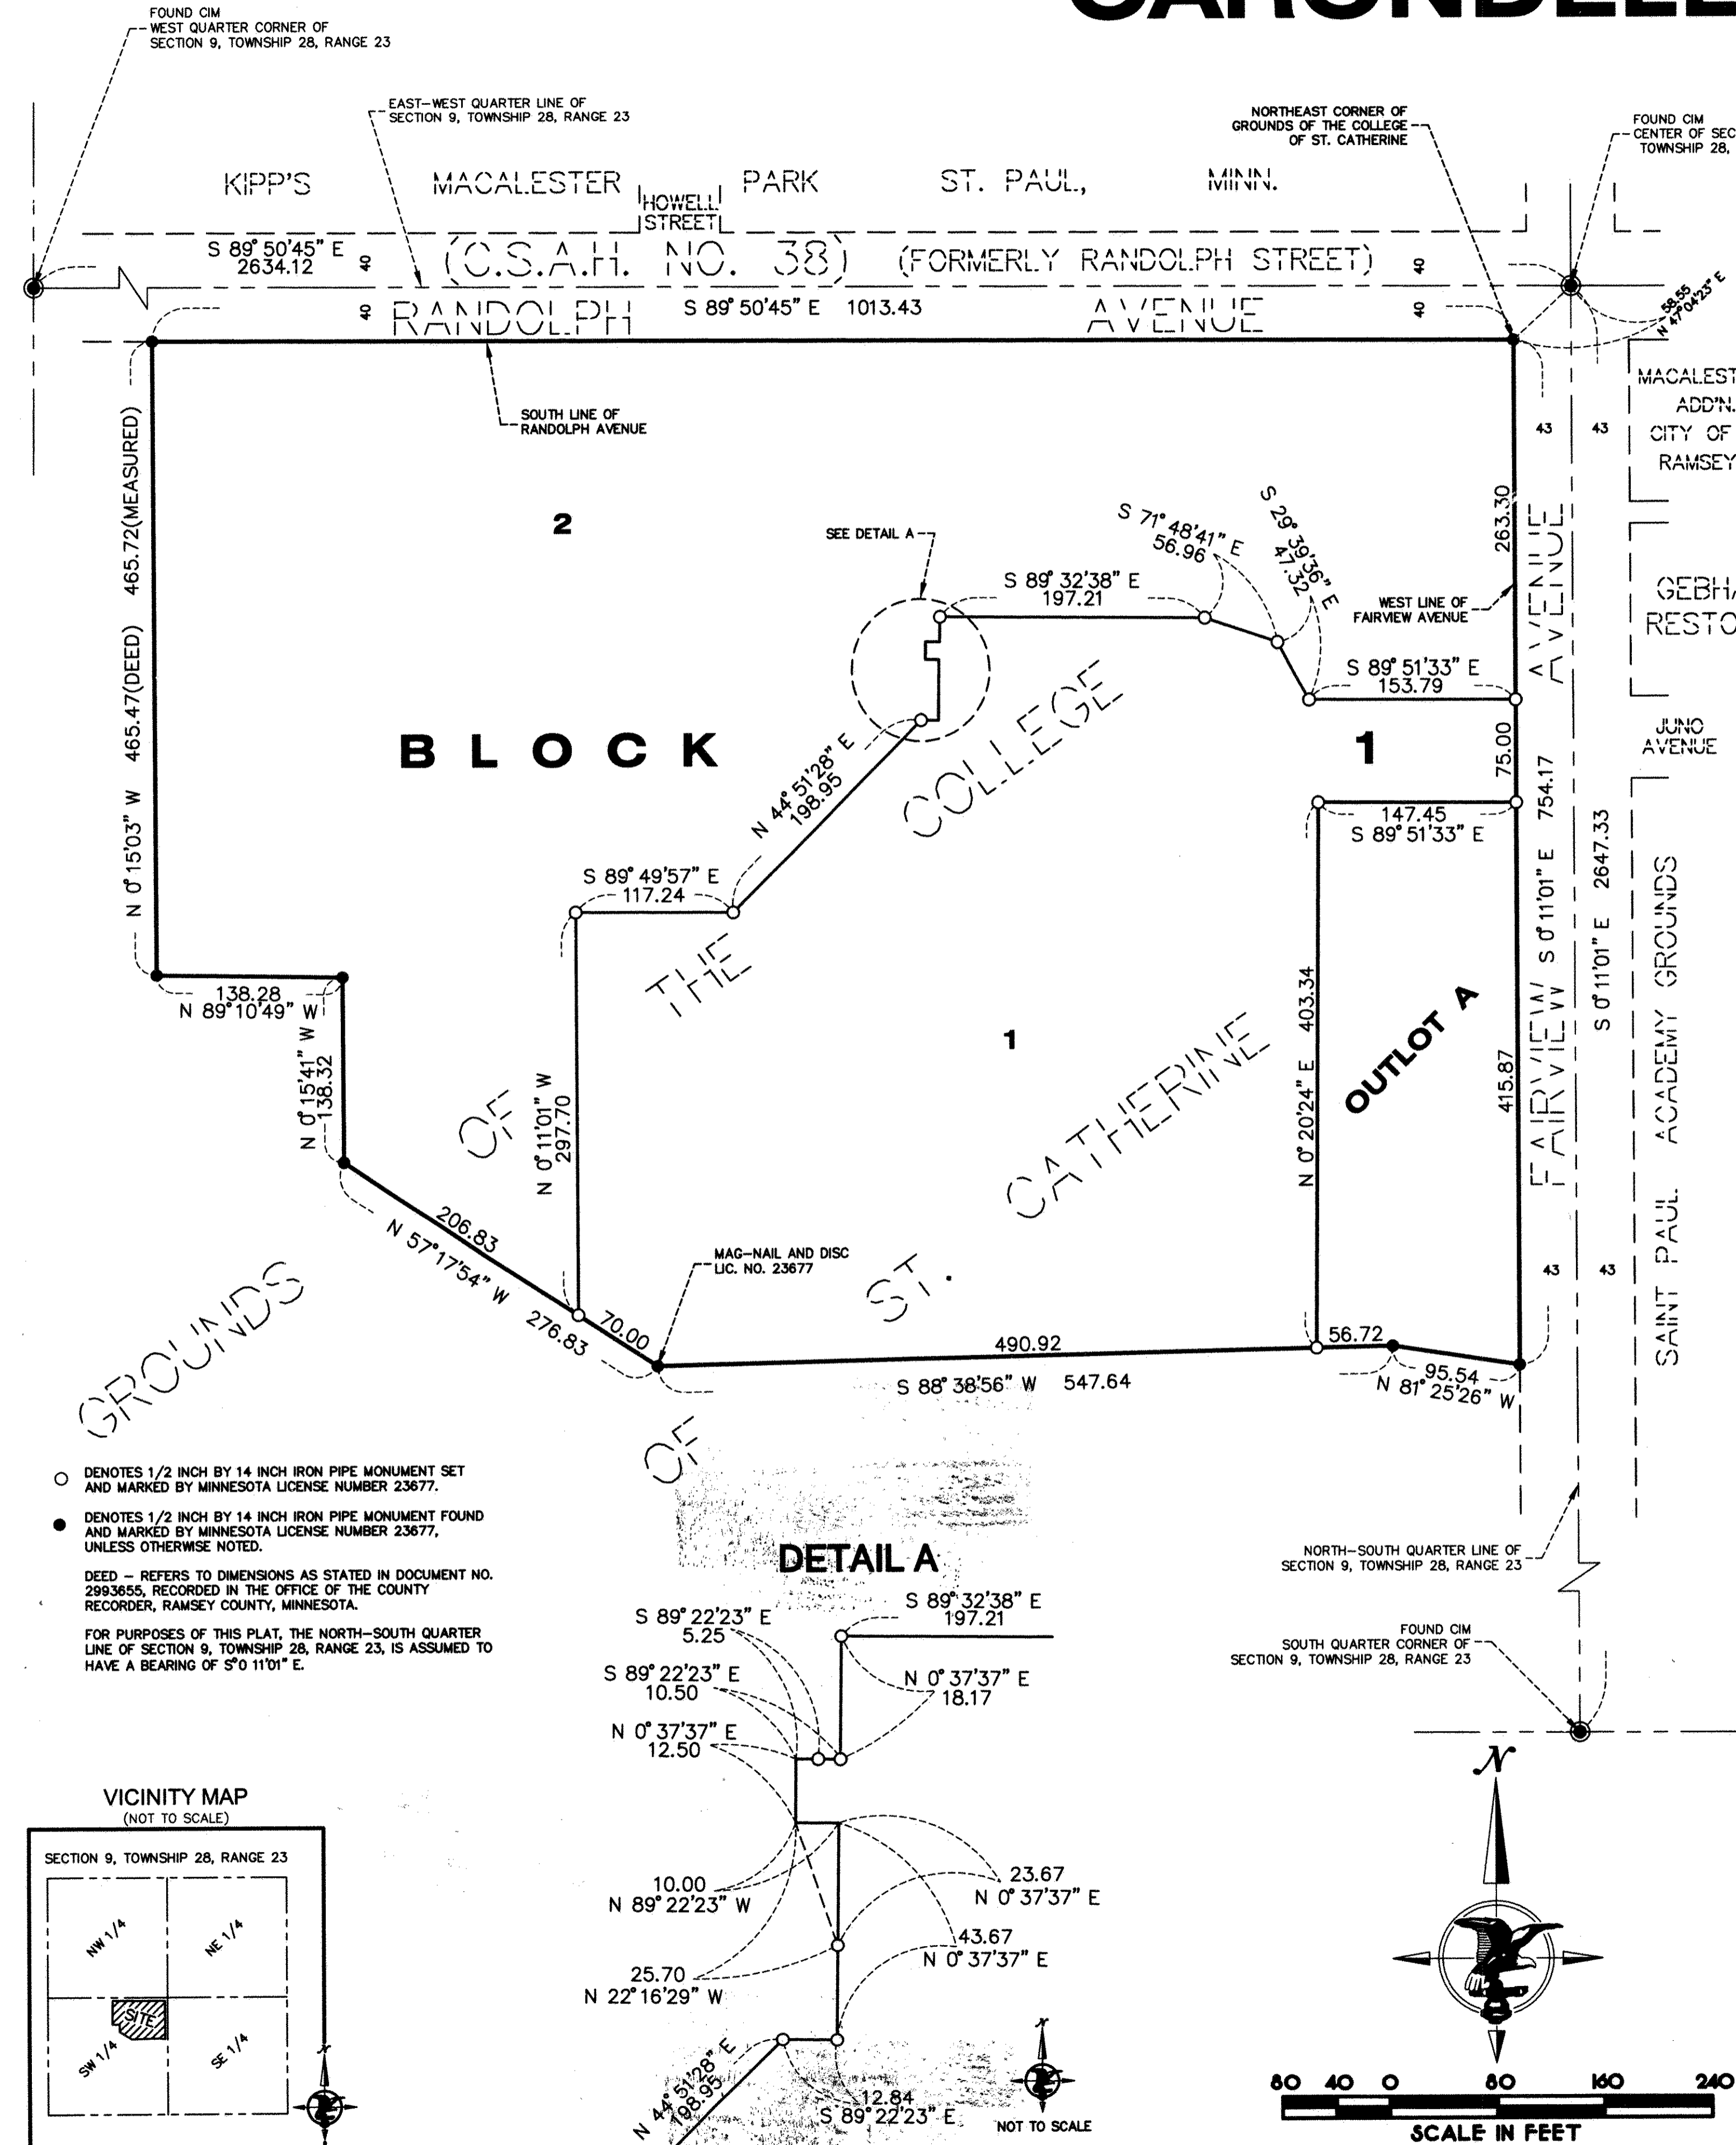 FOUND CIM
WEST QUARTER CORNER OF
SECTION 9, TOWNSHIP 28, RANGE 23
EAST-WEST QUARTER LINE OF
SECTION 9, TOWNSHIP 28, RANGE 23
NORTHEAST CORNER OF
GROUNDS OF THE COLLEGE
OF ST. CATHERINE
FOUND CIM
CENTER OF SEC
TOWNSHIP 28,
KIPP'S MACALESTER PARK ST. PAUL, MINN.
HOWELL
STREET
S 89°50'45" E
2634.12
40
(C.S.A.H. NO. 38) (FORMERLY RANDOLPH STREET)
40
40
RANDOLPH S 89°50'45" E 1013.43 AVENUE
40
58.55
N 47°04'23" E
SOUTH LINE OF
RANDOLPH AVENUE
MACALEST
ADD'N.
CITY OF
RAMSEY
43 43
N 0°15'03" W 465.47(DEED) 465.72(MEASURED)
2
SEE DETAIL A
S 89°32'38" E
197.21
S 71°48'41" E
56.96
S 29°39'36" E
47.32
263.30
WEST LINE OF
FAIRVIEW AVENUE
GEBHA
RESTO
S 89°51'33" E
153.79
75.00
JUNO
AVENUE
BLOCK
1
N 44°51'28" E
198.95
147.45
S 89°51'33" E
S 89°49'57" E
117.24
GROUNDS OF THE COLLEGE
OF ST. CATHERINE
138.28
N 89°10'49" W
N 0°15'41" W
138.32
N 0°11'01" W
297.70
1
N 0°20'24" E 403.34
OUTLOT A
415.87
FAIRVIEW AVENUE
S 0°11'01" E 754.17
S 0°11'01" E 2647.33
SAINT PAUL ACADEMY GROUNDS
206.83
N 57°17'54" W 276.83
70.00
MAG-NAIL AND DISC
LIC. NO. 23677
43 43
490.92
56.72
S 88°38'56" W 547.64
95.54
N 81°25'26" W
DENOTES 1/2 INCH BY 14 INCH IRON PIPE MONUMENT SET
AND MARKED BY MINNESOTA LICENSE NUMBER 23677.
DENOTES 1/2 INCH BY 14 INCH IRON PIPE MONUMENT FOUND
AND MARKED BY MINNESOTA LICENSE NUMBER 23677,
UNLESS OTHERWISE NOTED.
DEED - REFERS TO DIMENSIONS AS STATED IN DOCUMENT NO.
2993655, RECORDED IN THE OFFICE OF THE COUNTY
RECORDER, RAMSEY COUNTY, MINNESOTA.
FOR PURPOSES OF THIS PLAT, THE NORTH-SOUTH QUARTER
LINE OF SECTION 9, TOWNSHIP 28, RANGE 23, IS ASSUMED TO
HAVE A BEARING OF S°0 11'01" E.
NORTH-SOUTH QUARTER LINE OF
SECTION 9, TOWNSHIP 28, RANGE 23
FOUND CIM
SOUTH QUARTER CORNER OF
SECTION 9, TOWNSHIP 28, RANGE 23
DETAIL A
S 89°32'38" E
197.21
S 89°22'23" E
5.25
S 89°22'23" E
10.50
N 0°37'37" E
18.17
N 0°37'37" E
12.50
10.00
N 89°22'23" W
23.67
N 0°37'37" E
43.67
N 0°37'37" E
25.70
N 22°16'29" W
N 44°51'28" E
198.95
12.84
S 89°22'23" E
N
NOT TO SCALE
VICINITY MAP
(NOT TO SCALE)
SECTION 9, TOWNSHIP 28, RANGE 23
NW 1/4
NE 1/4
SITE
SW 1/4
SE 1/4
N
N
80 40 0 80 160 240
SCALE IN FEET